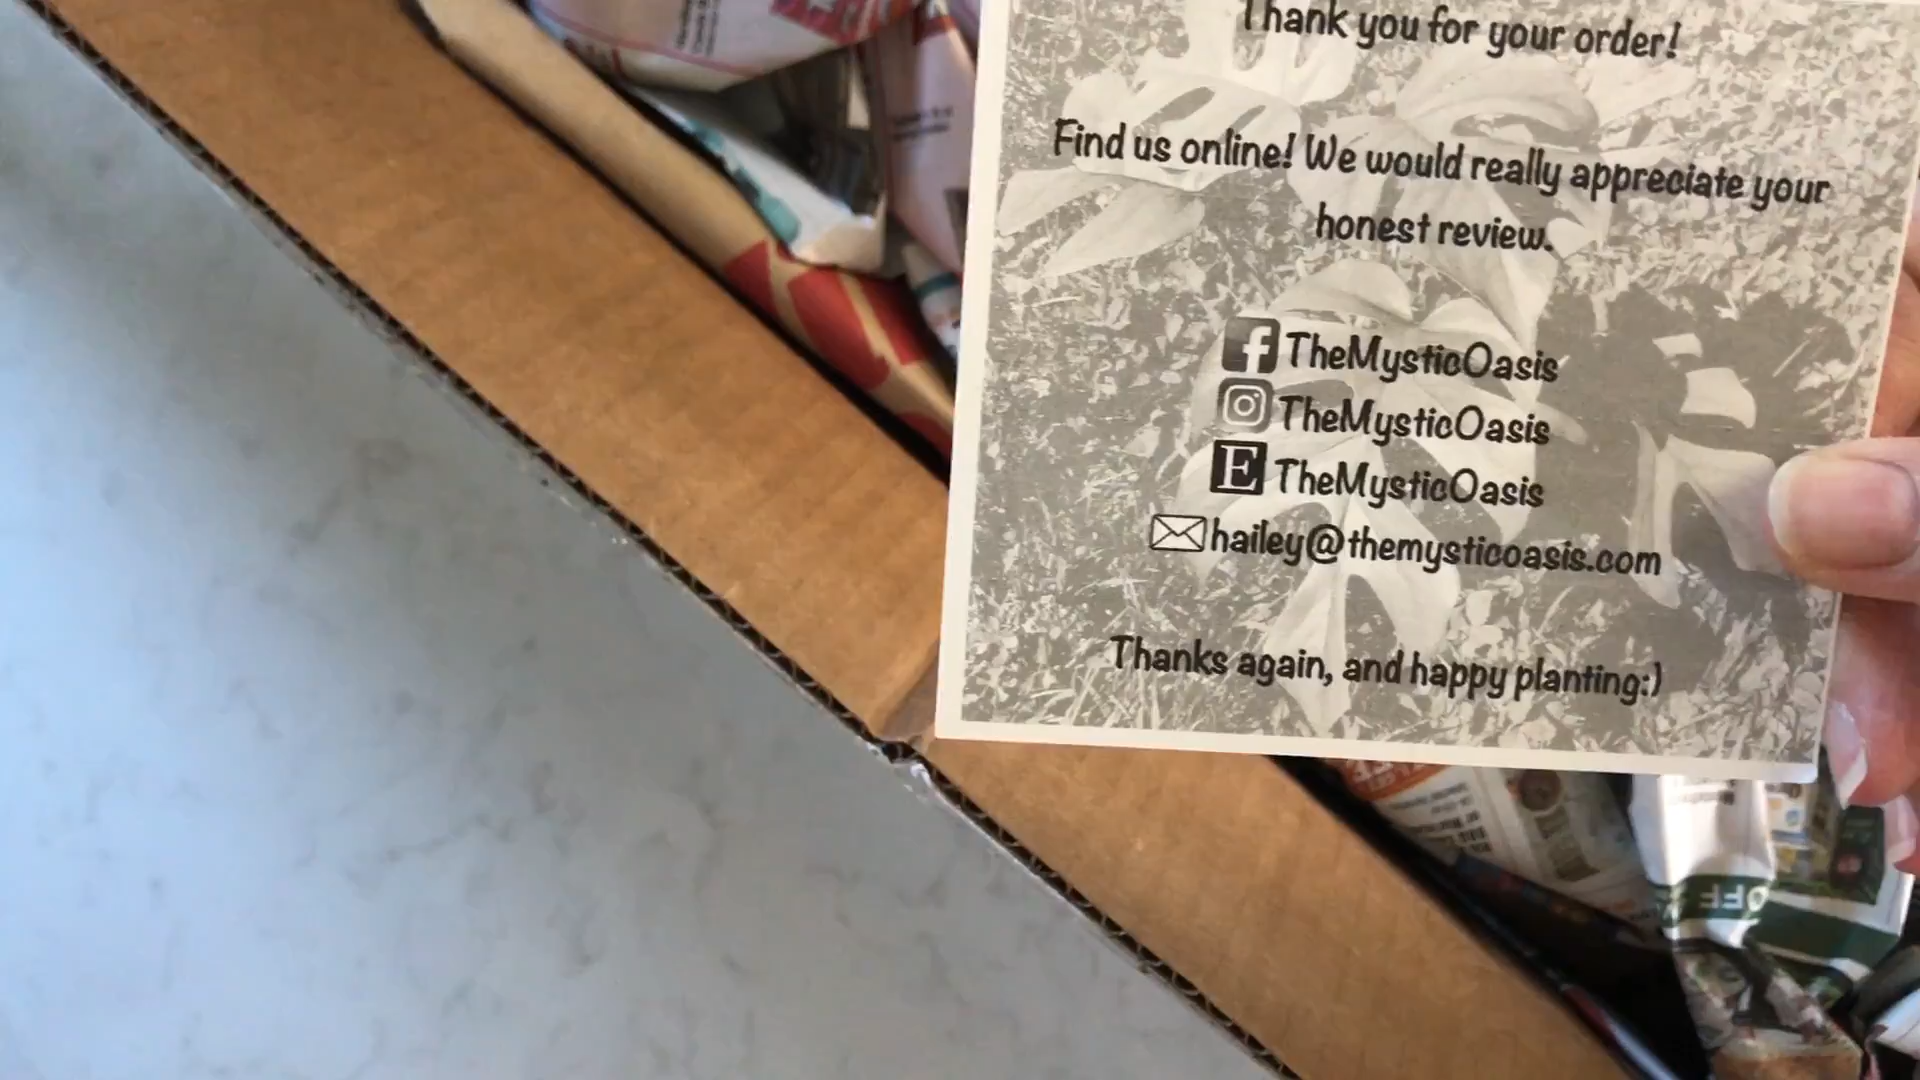 Thank you for your order!
Find us online! We would really appreciate your
honest review.
f TheMysticOasis
TheMysticOasis
E TheMysticOasis
hailey@themysticoasis.com
Thanks again, and happy planting:)
OFF